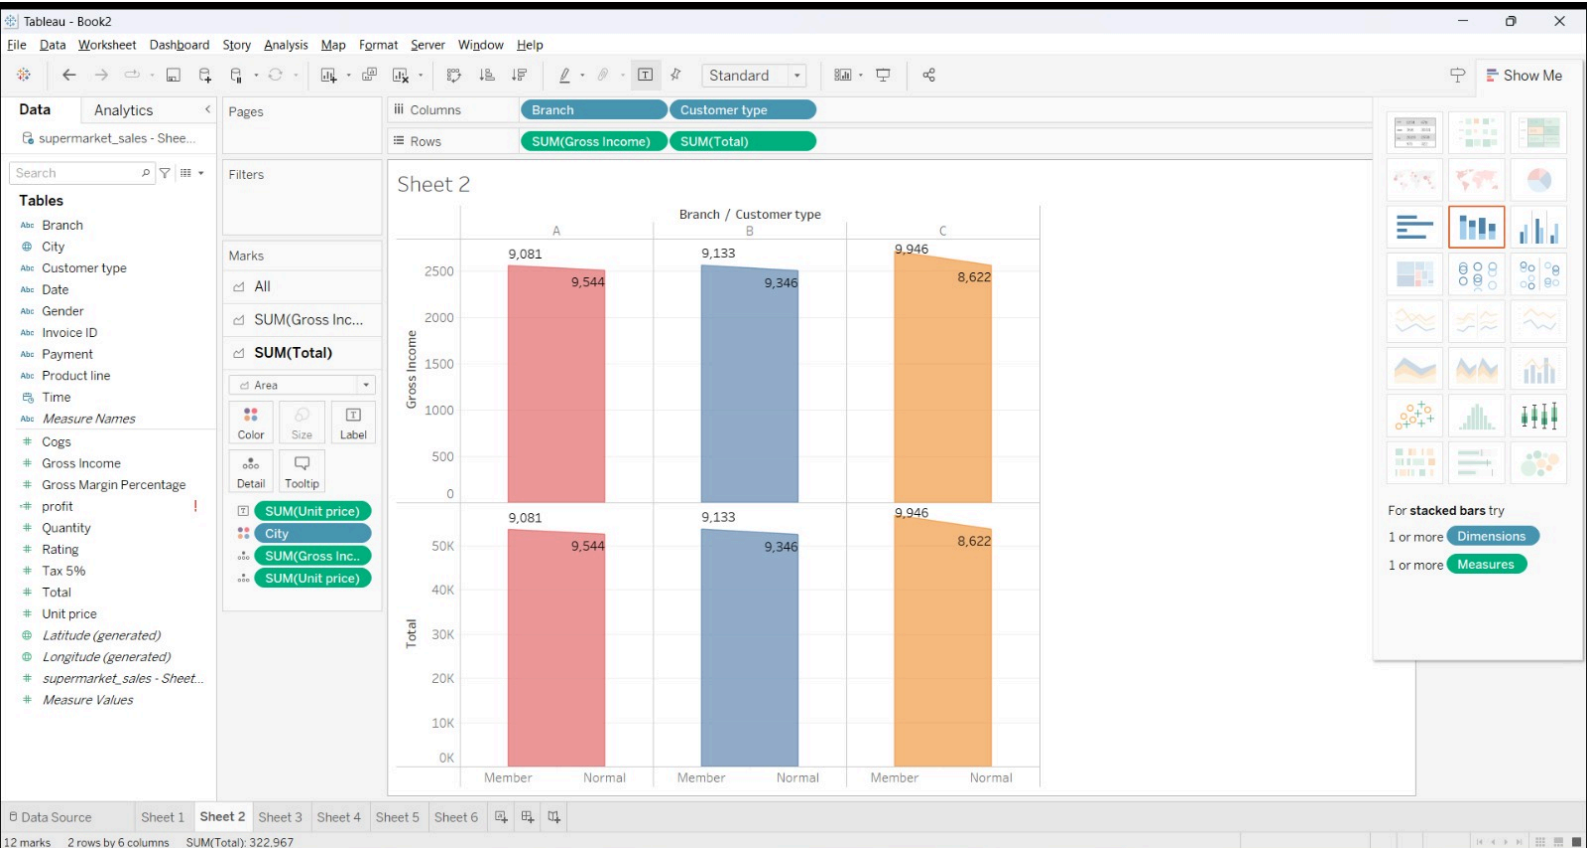 Tableau - Book2
File Data Worksheet Dashboard Story Analysis Map Format Server Window Help
Standard
Show Me
Data Analytics
supermarket_sales - Shee...
Search
Tables
Abc Branch
City
Abc Customer type
Abc Date
Abc Gender
Abc Invoice ID
Abc Payment
Abc Product line
Time
Abc Measure Names
# Cogs
# Gross Income
# Gross Margin Percentage
=# profit !
# Quantity
# Rating
# Tax 5%
# Total
# Unit price
Latitude (generated)
Longitude (generated)
# supermarket_sales - Sheet...
# Measure Values
Pages
Filters
Marks
All
SUM(Gross Inc...
SUM(Total)
Area
Color Size Label
Detail Tooltip
SUM(Unit price)
City
SUM(Gross Inc..
SUM(Unit price)
Columns Branch Customer type
Rows SUM(Gross Income) SUM(Total)
Sheet 2
Branch / Customer type
A B C
Gross Income
2500
2000
1500
1000
500
0
9,081 9,133 9,946
9,544 9,346 8,622
Total
50K
40K
30K
20K
10K
0K
9,081 9,133 9,946
9,544 9,346 8,622
Member Normal Member Normal Member Normal
For stacked bars try
1 or more Dimensions
1 or more Measures
Data Source Sheet 1 Sheet 2 Sheet 3 Sheet 4 Sheet 5 Sheet 6
12 marks 2 rows by 6 columns SUM(Total): 322,967